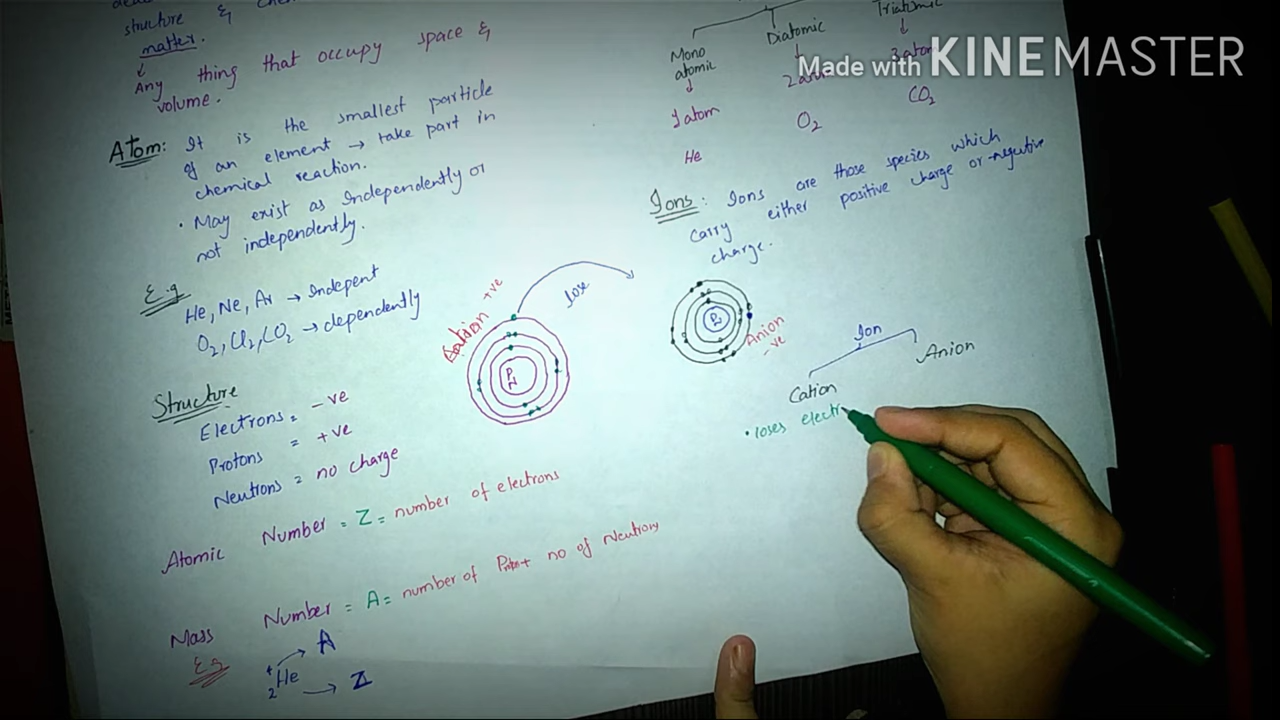 structure &
matter.
Any thing that occupy space &
volume.
Atom: It is the smallest particle
of an element → take part in
chemical reaction.
• May exist as Independently or
not independently.
E.g
He, Ne, Ar → Indepent
O2, Cl2, CO2 → dependently
Structure
Electrons = -ve
Protons = +ve
Neutrons = no charge
Atomic Number = Z = number of electrons
Mass Number = A = number of Proton + no of Neutrons
E.g
4 → A
2 He → Z
Cation +ve
lose
P
N
Triatomic
Diatomic
Mono
atomic
3 atom
1 atom
CO2
O2
He
Made with KINEMASTER
Ions: Ions are those species which
carry either positive charge or negative
charge.
Anion
-ve
Ion
Cation
Anion
• loses electr